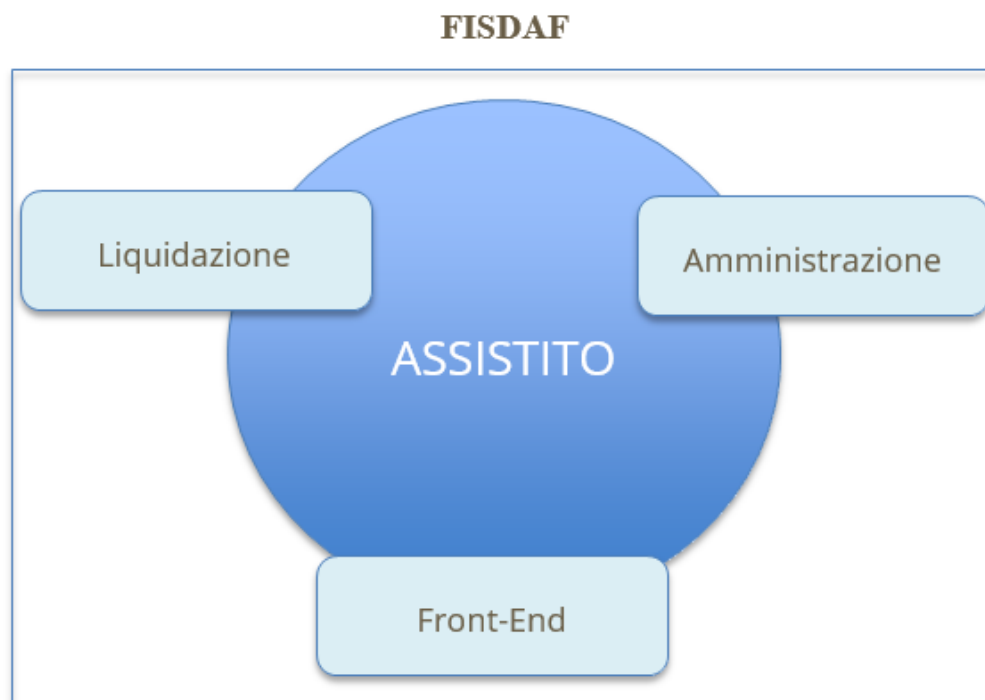 FISDAF
Liquidazione
Amministrazione
ASSISTITO
Front-End